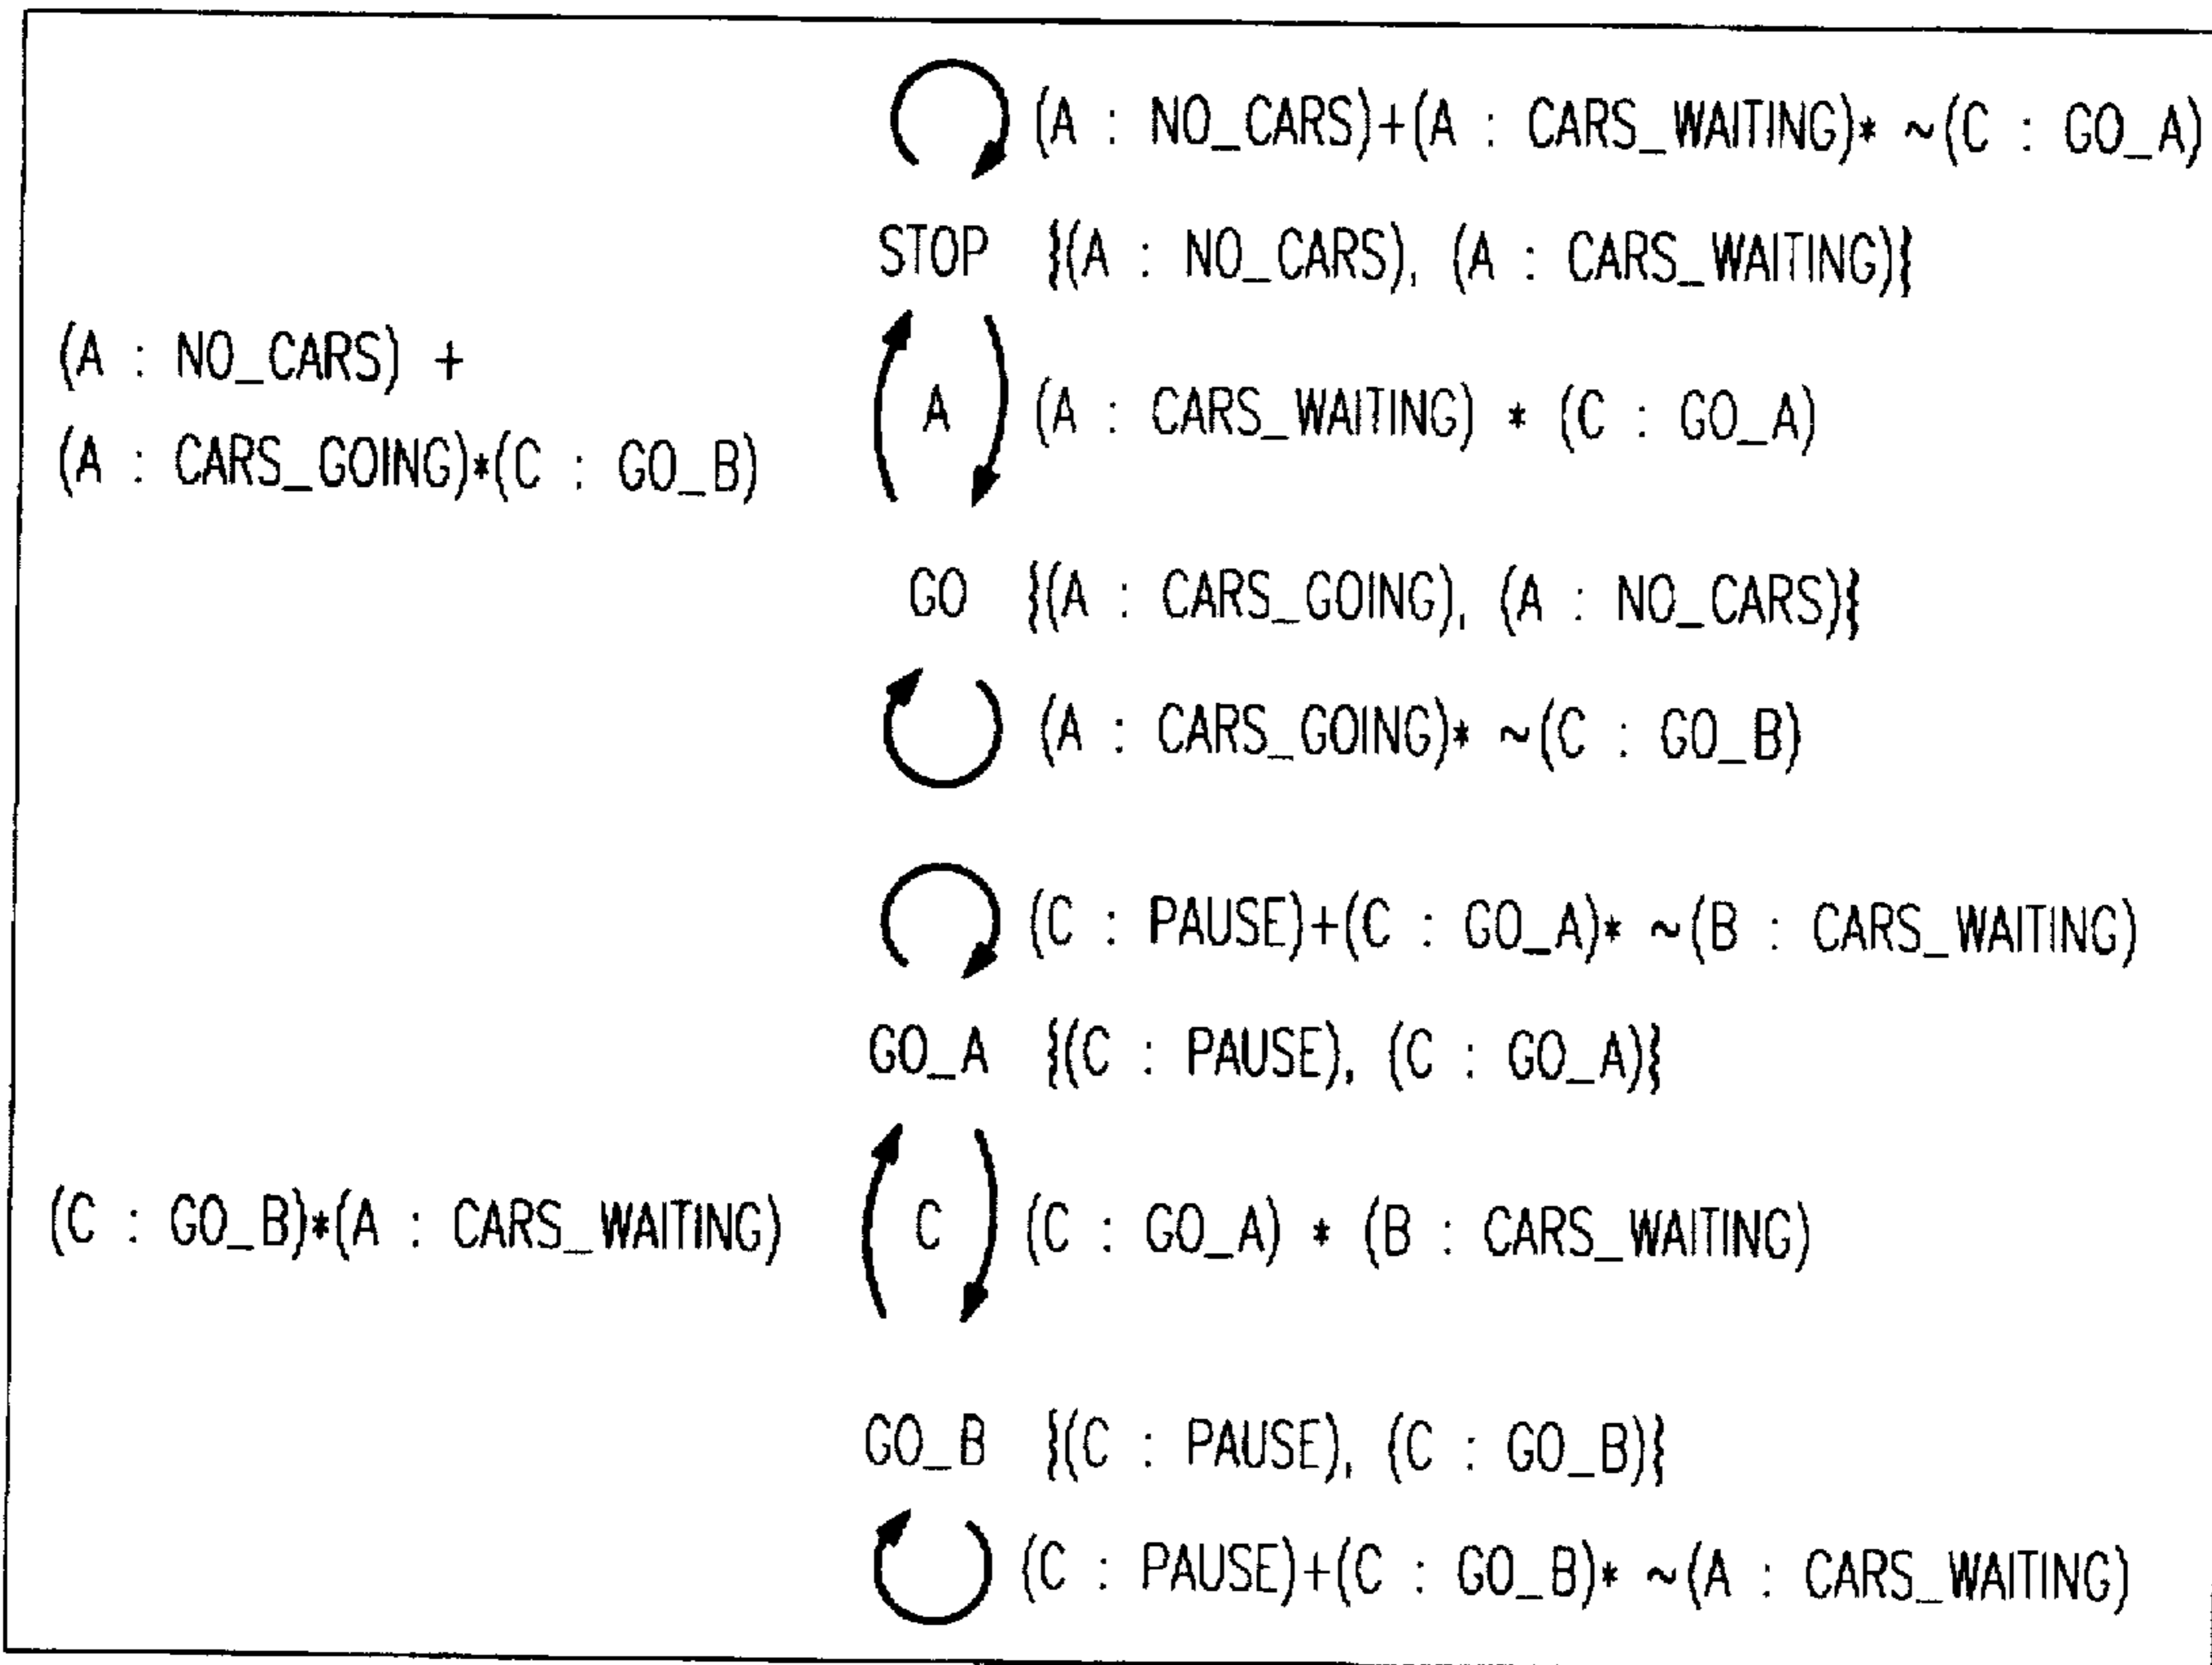 (A : NO_CARS)+(A : CARS_WAITING)* ~(C : GO_A)
STOP {(A : NO_CARS), (A : CARS_WAITING)}
(A : NO_CARS) +
(A : CARS_GOING)*(C : GO_B)
A (A : CARS_WAITING) * (C : GO_A)
GO {(A : CARS_GOING), (A : NO_CARS)}
(A : CARS_GOING)* ~(C : GO_B)
(C : PAUSE)+(C : GO_A)* ~(B : CARS_WAITING)
GO_A {(C : PAUSE), (C : GO_A)}
(C : GO_B)*(A : CARS_WAITING) C (C : GO_A) * (B : CARS_WAITING)
GO_B {(C : PAUSE), (C : GO_B)}
(C : PAUSE)+(C : GO_B)* ~(A : CARS_WAITING)